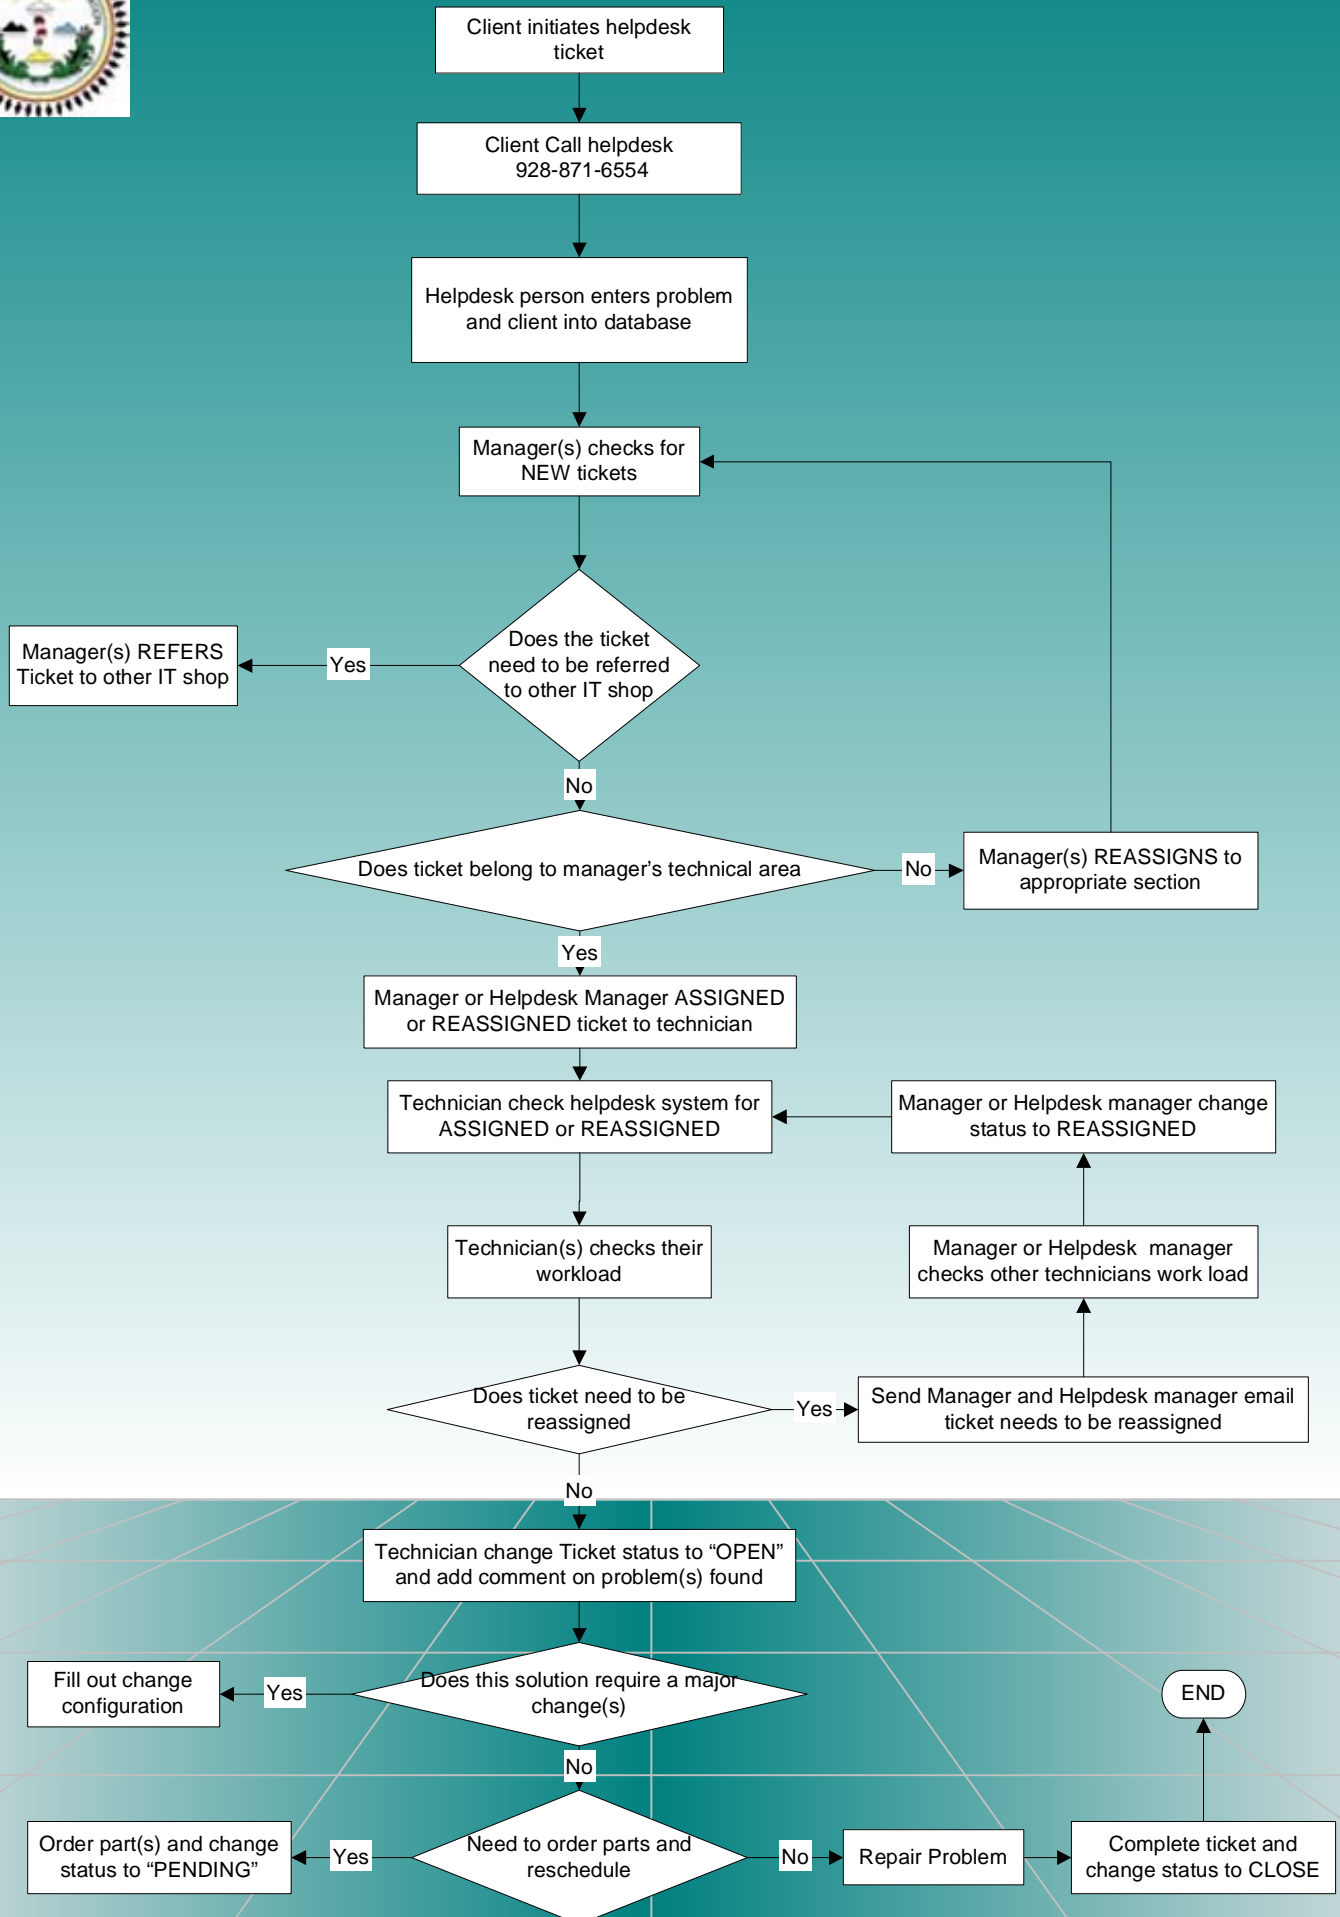 Client initiates helpdesk
ticket
Client Call helpdesk
928-871-6554
Helpdesk person enters problem
and client into database
Manager(s) checks for
NEW tickets
Does the ticket
need to be referred
to other IT shop
Yes
Manager(s) REFERS
Ticket to other IT shop
No
Does ticket belong to manager's technical area
No
Manager(s) REASSIGNS to
appropriate section
Yes
Manager or Helpdesk Manager ASSIGNED
or REASSIGNED ticket to technician
Technician check helpdesk system for
ASSIGNED or REASSIGNED
Manager or Helpdesk manager change
status to REASSIGNED
Technician(s) checks their
workload
Manager or Helpdesk  manager
checks other technicians work load
Does ticket need to be
reassigned
Yes
Send Manager and Helpdesk manager email
ticket needs to be reassigned
No
Technician change Ticket status to “OPEN”
and add comment on problem(s) found
Does this solution require a major
change(s)
Yes
Fill out change
configuration
END
No
Need to order parts and
reschedule
Yes
Order part(s) and change
status to “PENDING”
No
Repair Problem
Complete ticket and
change status to CLOSE